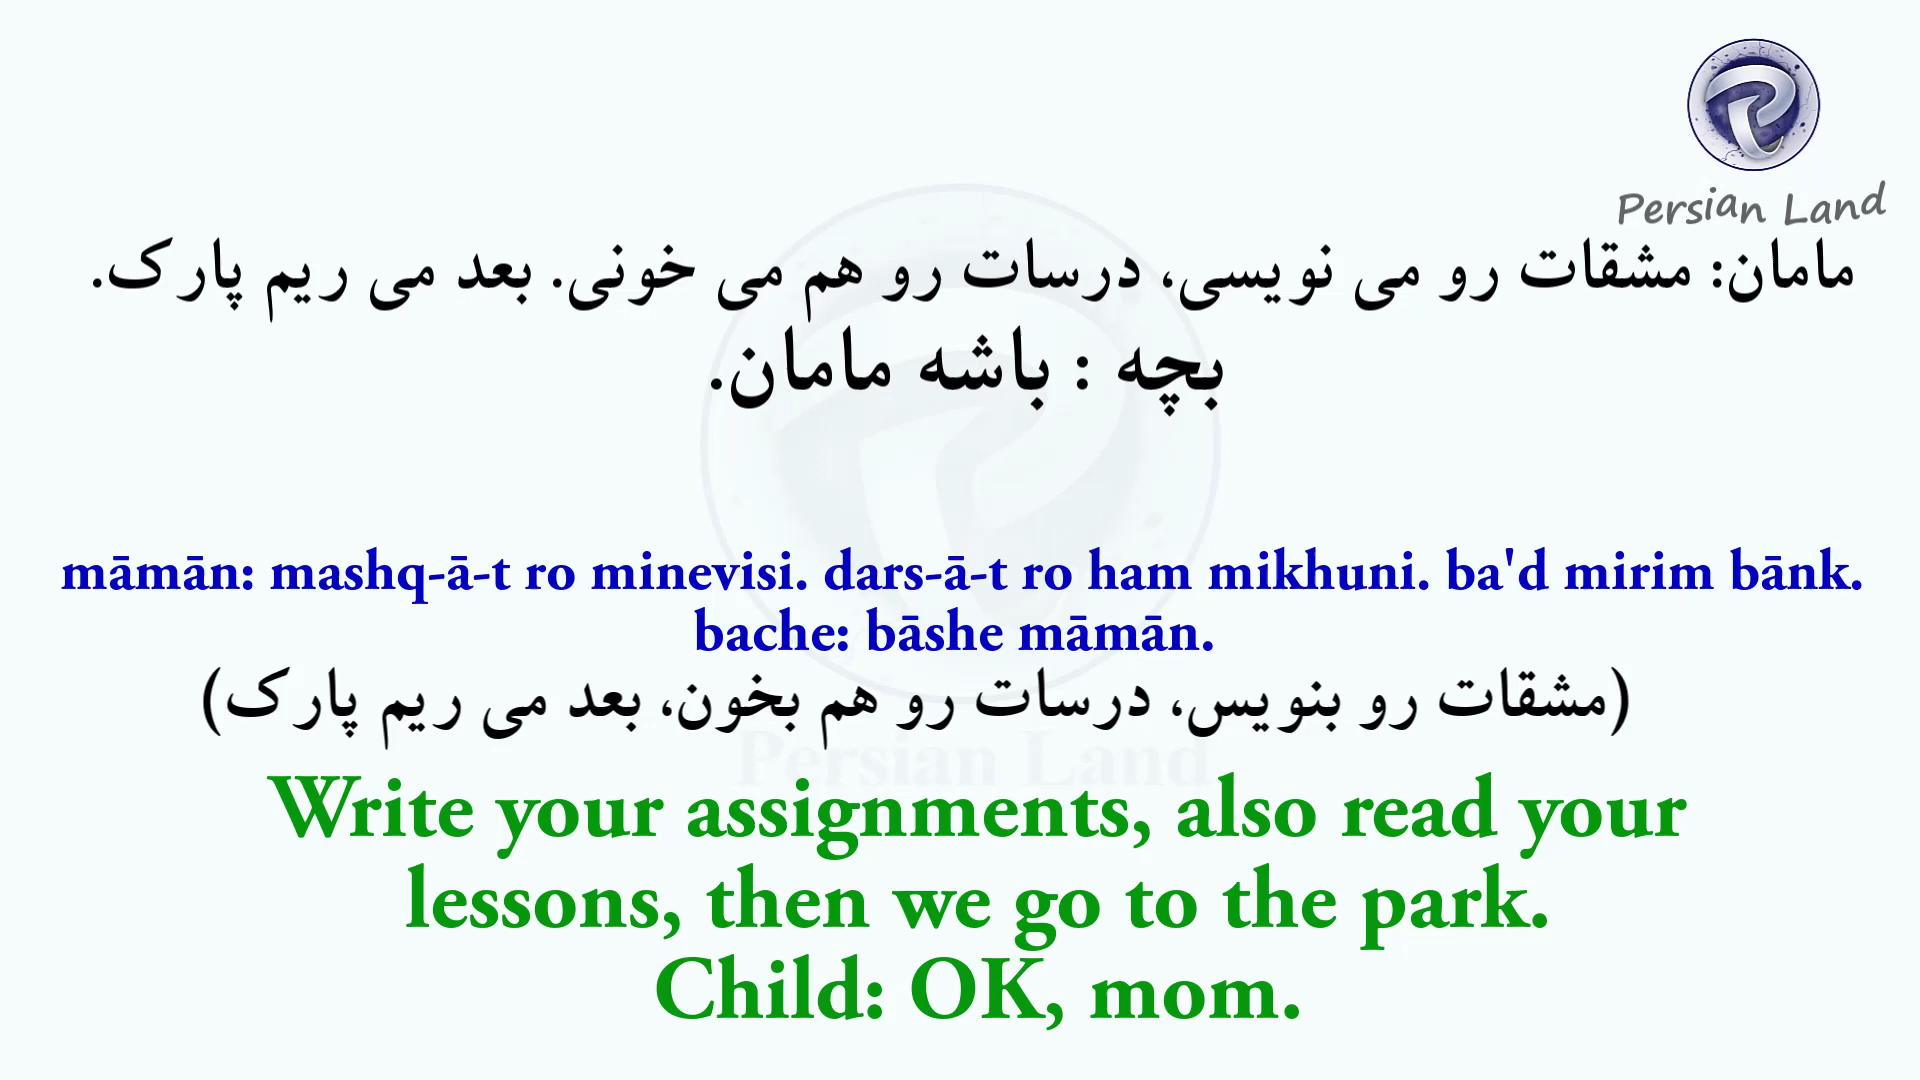 Persian Land
مامان: مشقات رو می نویسی، درسات رو هم می خونی. بعد می ریم پارک.
بچه : باشه مامان.
māmān: mashq-ā-t ro minevisi. dars-ā-t ro ham mikhuni. ba'd mirim bānk.
bache: bāshe māmān.
(مشقات رو بنویس، درسات رو هم بخون، بعد می ریم پارک)
Persian Land
Write your assignments, also read your
lessons, then we go to the park.
Child: OK, mom.